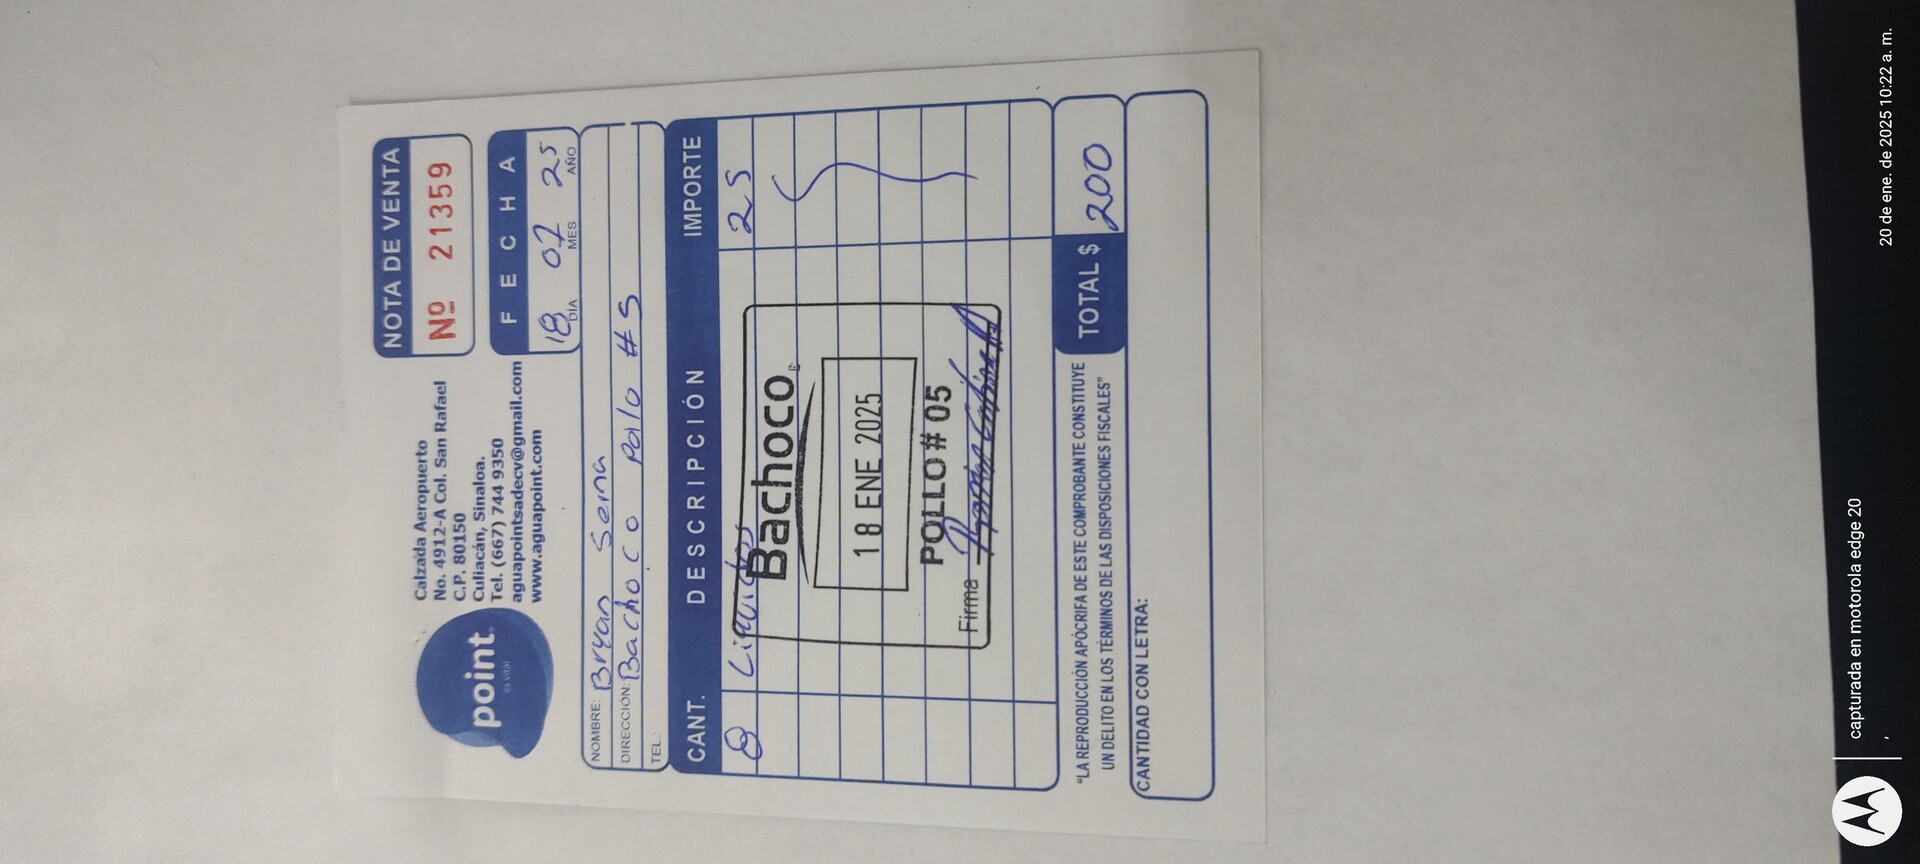 point
es vital
Calzada Aeropuerto
No. 4912-A Col. San Rafael
C.P. 80150
Culiacán, Sinaloa.
Tel. (667) 744 9350
aguapointsadecv@gmail.com
www.aguapoint.com
NOTA DE VENTA
Nº 21359
FECHA
18 07 25
DÍA MES AÑO
NOMBRE: Bryan Serna
DIRECCIÓN: Bachoco Pollo #5
TEL.:
CANT. DESCRIPCIÓN IMPORTE
8 25
Bachoco
18 ENE 2025
POLLO# 05
Firma
"LA REPRODUCCIÓN APÓCRIFA DE ESTE COMPROBANTE CONSTITUYE
UN DELITO EN LOS TÉRMINOS DE LAS DISPOSICIONES FISCALES"
TOTAL $ 200
CANTIDAD CON LETRA:
capturada en motorola edge 20
,
20 de ene. de 2025 10:22 a. m.